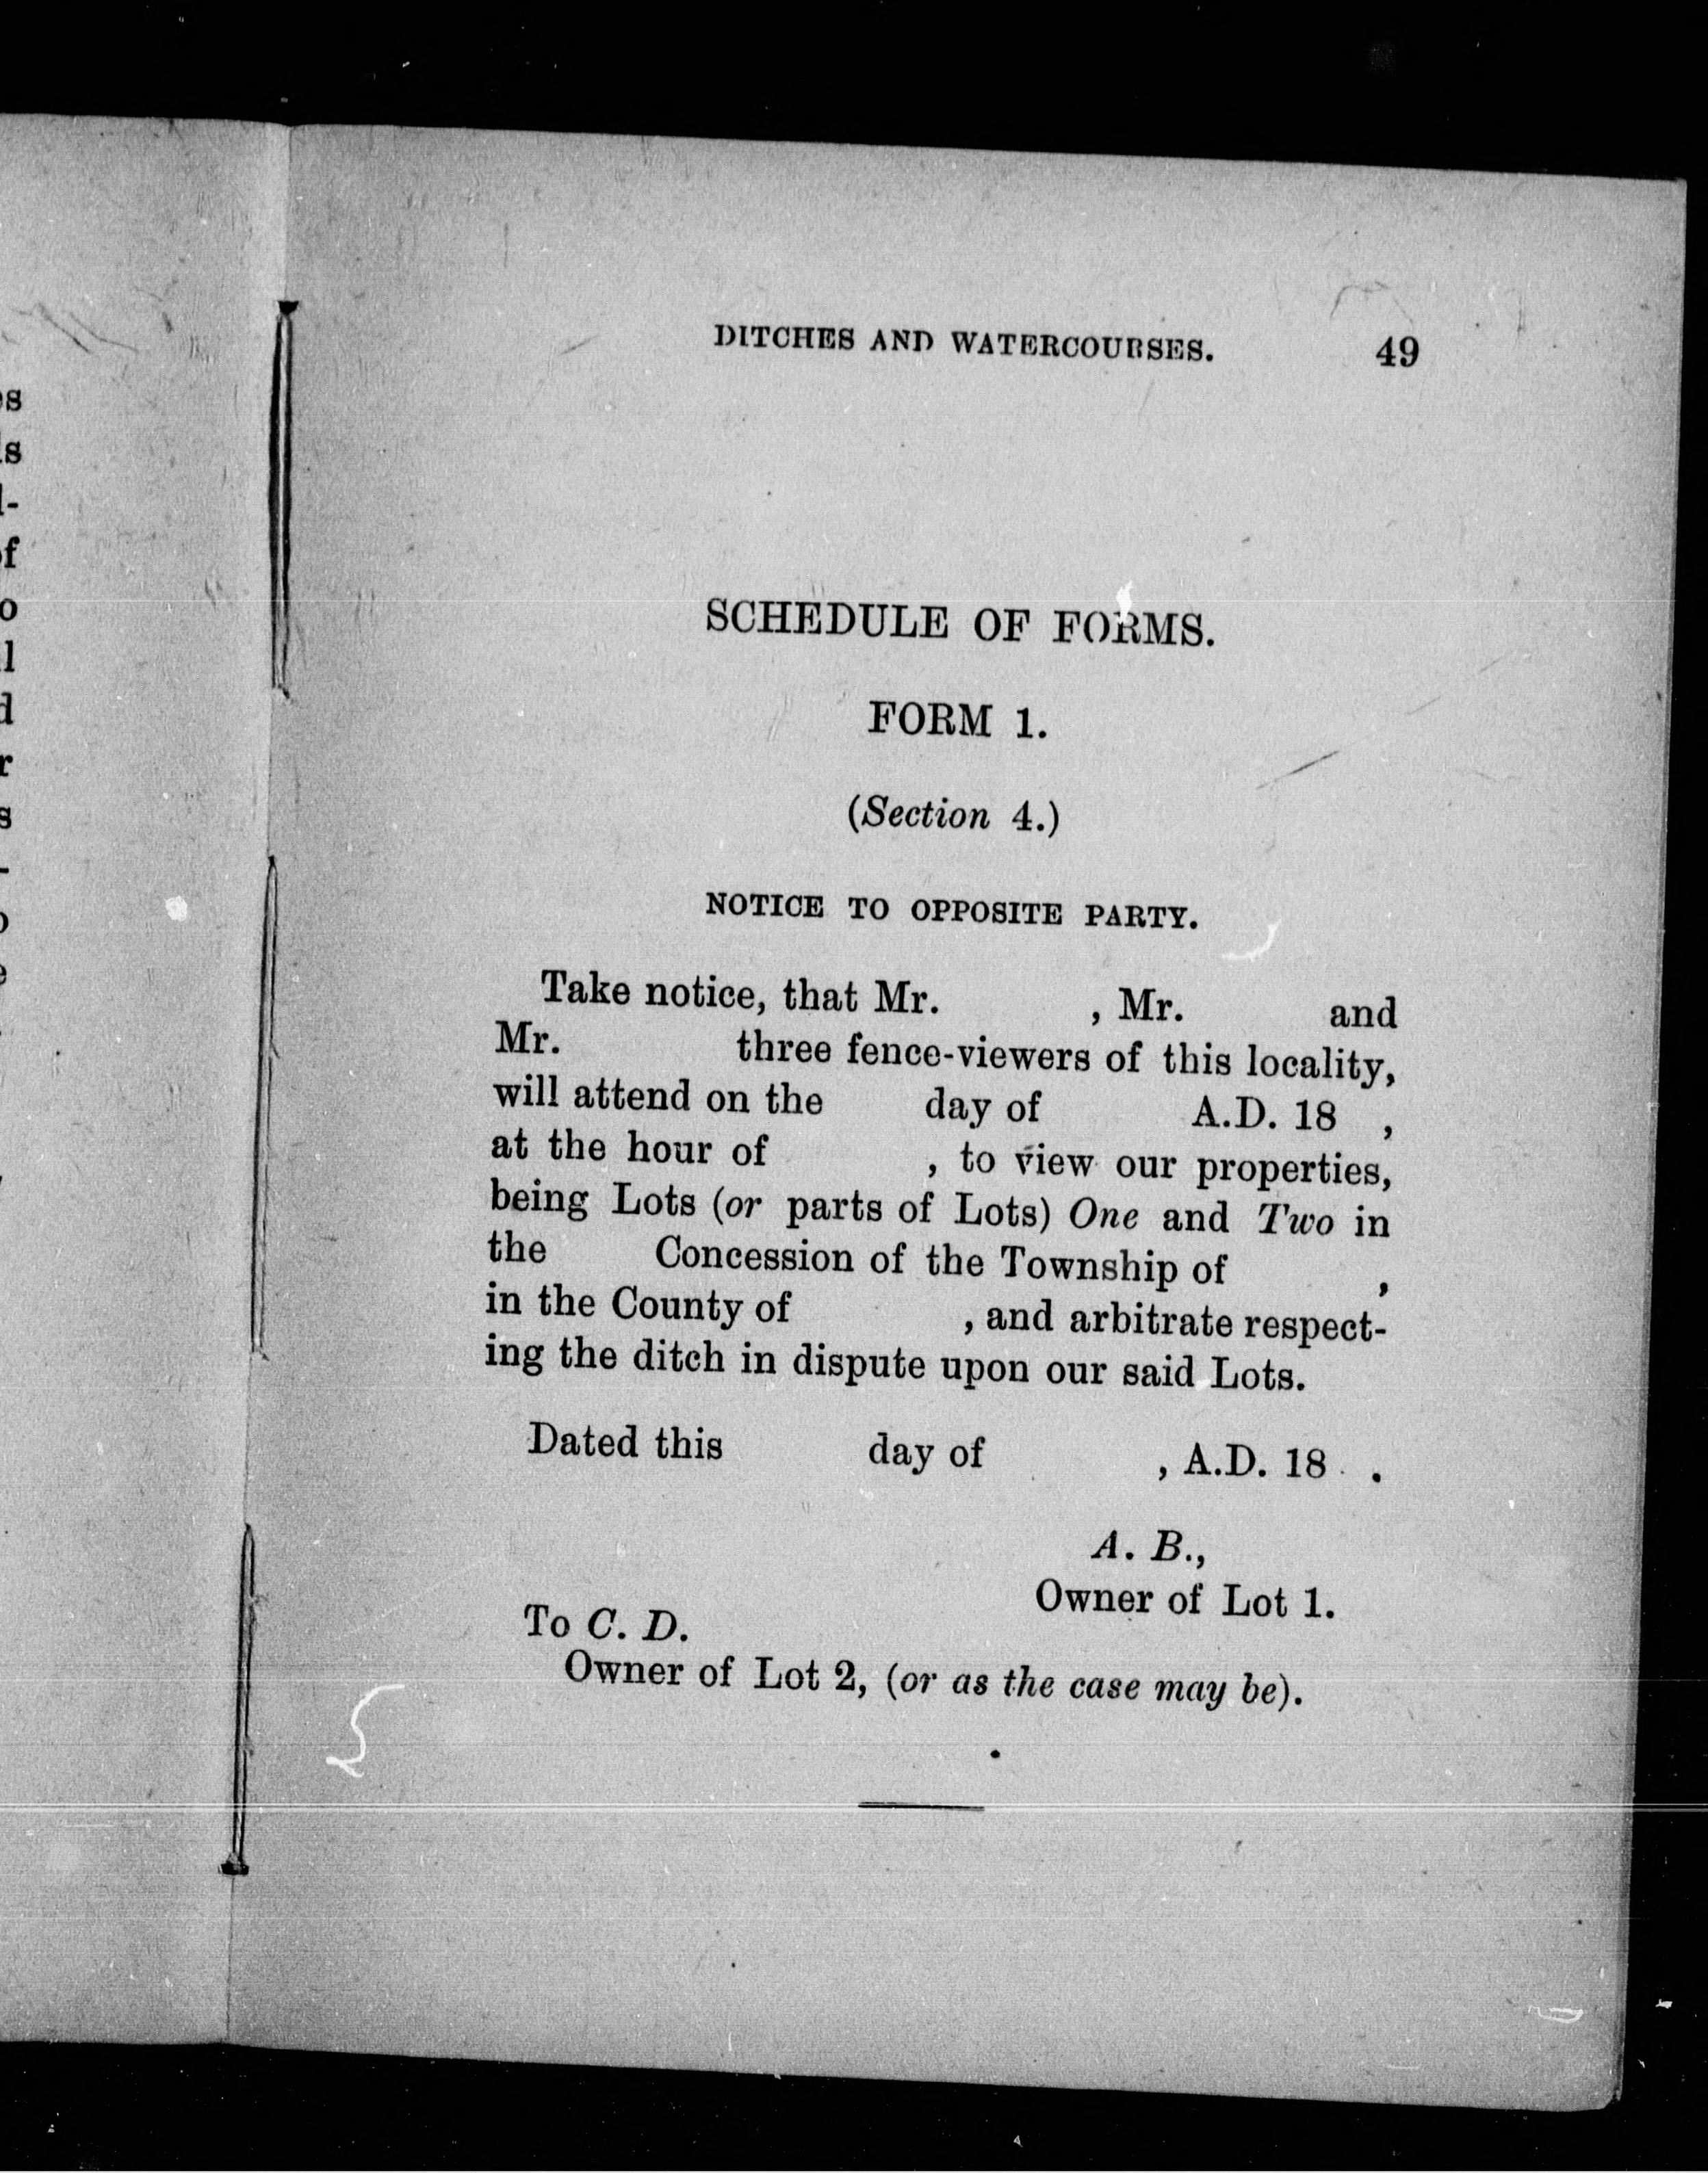 DITCHES AND WATERCOURSES. 49
SCHEDULE OF FORMS.
FORM 1.
(Section 4.)
NOTICE TO OPPOSITE PARTY.
Take notice, that Mr. , Mr. and
Mr. three fence-viewers of this locality,
will attend on the day of A.D. 18 ,
at the hour of , to view our properties,
being Lots (or parts of Lots) One and Two in
the Concession of the Township of ,
in the County of , and arbitrate respect-
ing the ditch in dispute upon our said Lots.
Dated this day of , A.D. 18 .
A. B.,
Owner of Lot 1.
To C. D.
Owner of Lot 2, (or as the case may be).